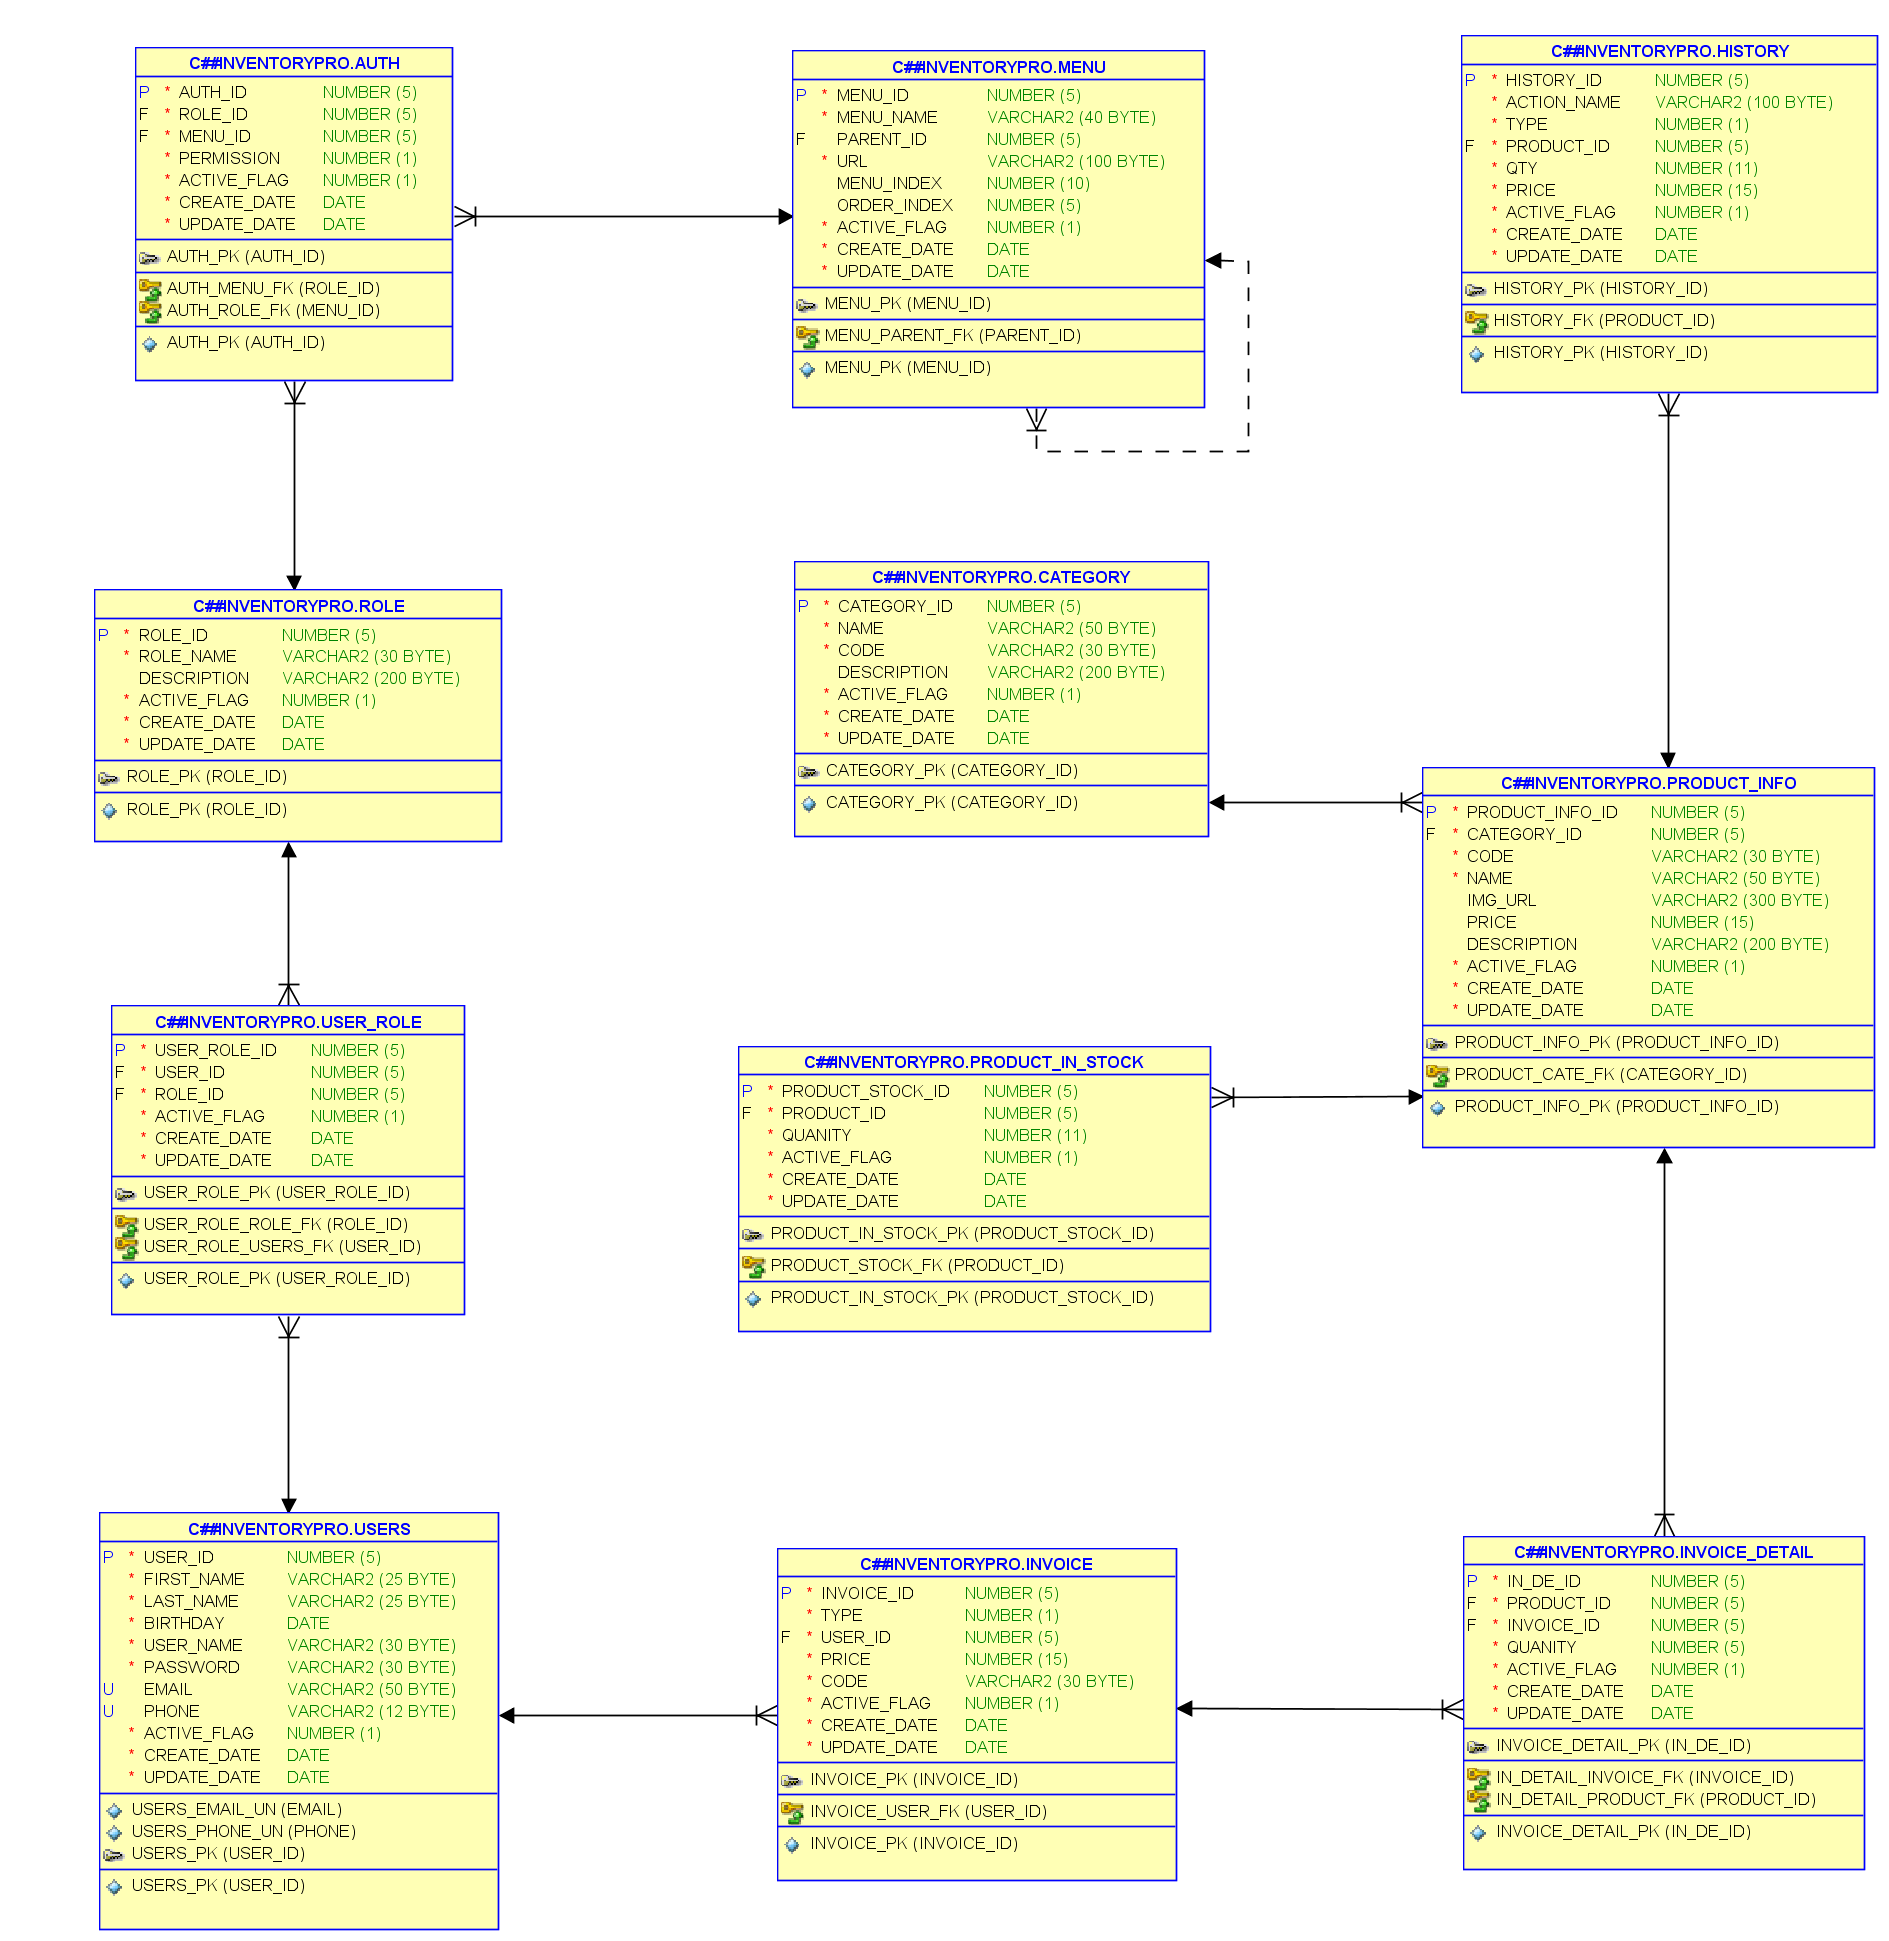 C##INVENTORYPRO.AUTH
P * AUTH_ID NUMBER (5)
F * ROLE_ID NUMBER (5)
F * MENU_ID NUMBER (5)
* PERMISSION NUMBER (1)
* ACTIVE_FLAG NUMBER (1)
* CREATE_DATE DATE
* UPDATE_DATE DATE
AUTH_PK (AUTH_ID)
AUTH_MENU_FK (ROLE_ID)
AUTH_ROLE_FK (MENU_ID)
AUTH_PK (AUTH_ID)
C##INVENTORYPRO.MENU
P * MENU_ID NUMBER (5)
* MENU_NAME VARCHAR2 (40 BYTE)
F PARENT_ID NUMBER (5)
* URL VARCHAR2 (100 BYTE)
MENU_INDEX NUMBER (10)
ORDER_INDEX NUMBER (5)
* ACTIVE_FLAG NUMBER (1)
* CREATE_DATE DATE
* UPDATE_DATE DATE
MENU_PK (MENU_ID)
MENU_PARENT_FK (PARENT_ID)
MENU_PK (MENU_ID)
C##INVENTORYPRO.HISTORY
P * HISTORY_ID NUMBER (5)
* ACTION_NAME VARCHAR2 (100 BYTE)
* TYPE NUMBER (1)
F * PRODUCT_ID NUMBER (5)
* QTY NUMBER (11)
* PRICE NUMBER (15)
* ACTIVE_FLAG NUMBER (1)
* CREATE_DATE DATE
* UPDATE_DATE DATE
HISTORY_PK (HISTORY_ID)
HISTORY_FK (PRODUCT_ID)
HISTORY_PK (HISTORY_ID)
C##INVENTORYPRO.ROLE
P * ROLE_ID NUMBER (5)
* ROLE_NAME VARCHAR2 (30 BYTE)
DESCRIPTION VARCHAR2 (200 BYTE)
* ACTIVE_FLAG NUMBER (1)
* CREATE_DATE DATE
* UPDATE_DATE DATE
ROLE_PK (ROLE_ID)
ROLE_PK (ROLE_ID)
C##INVENTORYPRO.CATEGORY
P * CATEGORY_ID NUMBER (5)
* NAME VARCHAR2 (50 BYTE)
* CODE VARCHAR2 (30 BYTE)
DESCRIPTION VARCHAR2 (200 BYTE)
* ACTIVE_FLAG NUMBER (1)
* CREATE_DATE DATE
* UPDATE_DATE DATE
CATEGORY_PK (CATEGORY_ID)
CATEGORY_PK (CATEGORY_ID)
C##INVENTORYPRO.PRODUCT_INFO
P * PRODUCT_INFO_ID NUMBER (5)
F * CATEGORY_ID NUMBER (5)
* CODE VARCHAR2 (30 BYTE)
* NAME VARCHAR2 (50 BYTE)
IMG_URL VARCHAR2 (300 BYTE)
PRICE NUMBER (15)
DESCRIPTION VARCHAR2 (200 BYTE)
* ACTIVE_FLAG NUMBER (1)
* CREATE_DATE DATE
* UPDATE_DATE DATE
PRODUCT_INFO_PK (PRODUCT_INFO_ID)
PRODUCT_CATE_FK (CATEGORY_ID)
PRODUCT_INFO_PK (PRODUCT_INFO_ID)
C##INVENTORYPRO.USER_ROLE
P * USER_ROLE_ID NUMBER (5)
F * USER_ID NUMBER (5)
F * ROLE_ID NUMBER (5)
* ACTIVE_FLAG NUMBER (1)
* CREATE_DATE DATE
* UPDATE_DATE DATE
USER_ROLE_PK (USER_ROLE_ID)
USER_ROLE_ROLE_FK (ROLE_ID)
USER_ROLE_USERS_FK (USER_ID)
USER_ROLE_PK (USER_ROLE_ID)
C##INVENTORYPRO.PRODUCT_IN_STOCK
P * PRODUCT_STOCK_ID NUMBER (5)
F * PRODUCT_ID NUMBER (5)
* QUANITY NUMBER (11)
* ACTIVE_FLAG NUMBER (1)
* CREATE_DATE DATE
* UPDATE_DATE DATE
PRODUCT_IN_STOCK_PK (PRODUCT_STOCK_ID)
PRODUCT_STOCK_FK (PRODUCT_ID)
PRODUCT_IN_STOCK_PK (PRODUCT_STOCK_ID)
C##INVENTORYPRO.USERS
P * USER_ID NUMBER (5)
* FIRST_NAME VARCHAR2 (25 BYTE)
* LAST_NAME VARCHAR2 (25 BYTE)
* BIRTHDAY DATE
* USER_NAME VARCHAR2 (30 BYTE)
* PASSWORD VARCHAR2 (30 BYTE)
U EMAIL VARCHAR2 (50 BYTE)
U PHONE VARCHAR2 (12 BYTE)
* ACTIVE_FLAG NUMBER (1)
* CREATE_DATE DATE
* UPDATE_DATE DATE
USERS_EMAIL_UN (EMAIL)
USERS_PHONE_UN (PHONE)
USERS_PK (USER_ID)
USERS_PK (USER_ID)
C##INVENTORYPRO.INVOICE
P * INVOICE_ID NUMBER (5)
* TYPE NUMBER (1)
F * USER_ID NUMBER (5)
* PRICE NUMBER (15)
* CODE VARCHAR2 (30 BYTE)
* ACTIVE_FLAG NUMBER (1)
* CREATE_DATE DATE
* UPDATE_DATE DATE
INVOICE_PK (INVOICE_ID)
INVOICE_USER_FK (USER_ID)
INVOICE_PK (INVOICE_ID)
C##INVENTORYPRO.INVOICE_DETAIL
P * IN_DE_ID NUMBER (5)
F * PRODUCT_ID NUMBER (5)
F * INVOICE_ID NUMBER (5)
* QUANITY NUMBER (5)
* ACTIVE_FLAG NUMBER (1)
* CREATE_DATE DATE
* UPDATE_DATE DATE
INVOICE_DETAIL_PK (IN_DE_ID)
IN_DETAIL_INVOICE_FK (INVOICE_ID)
IN_DETAIL_PRODUCT_FK (PRODUCT_ID)
INVOICE_DETAIL_PK (IN_DE_ID)